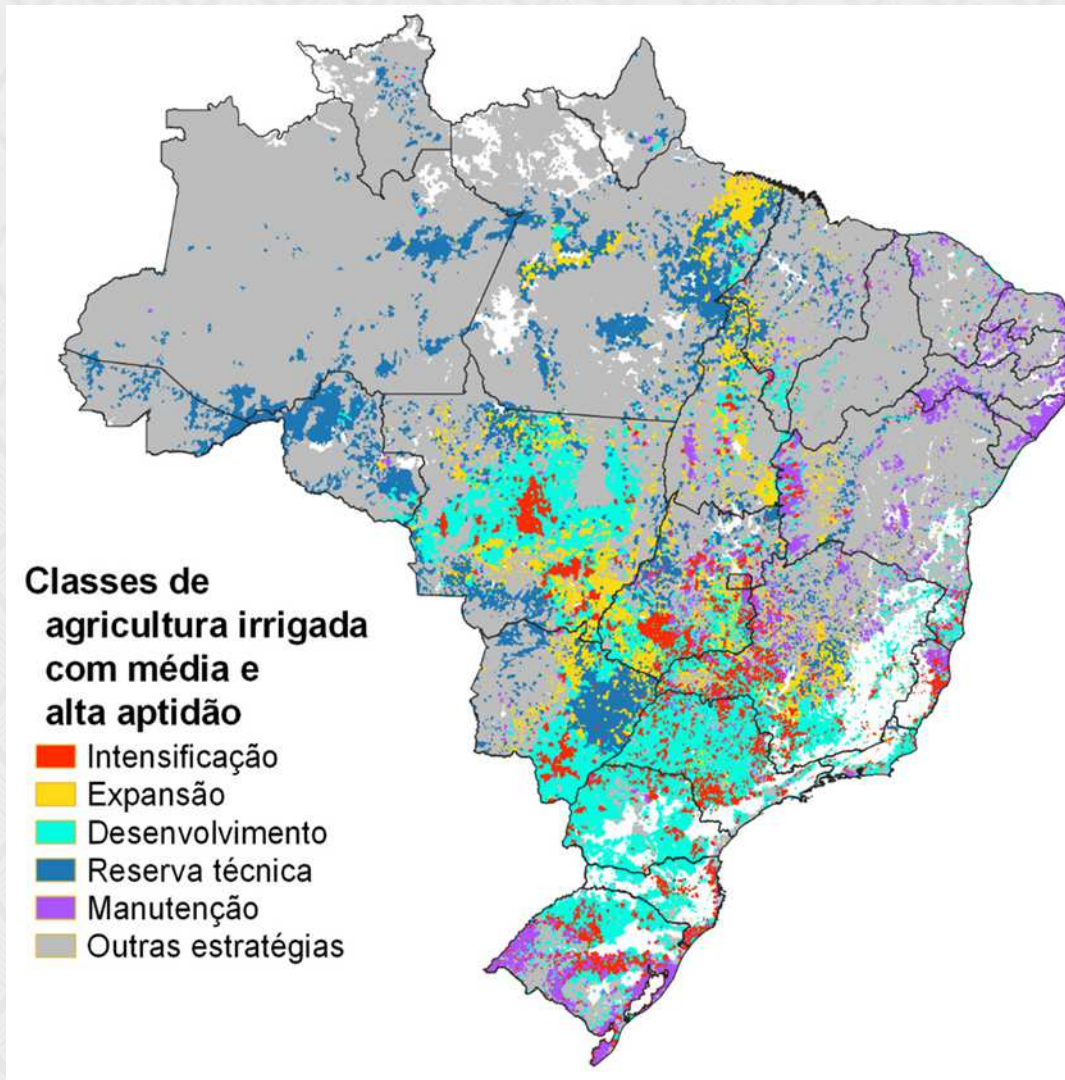 Classes de
agricultura irrigada
com média e
alta aptidão
Intensificação
Expansão
Desenvolvimento
Reserva técnica
Manutenção
Outras estratégias